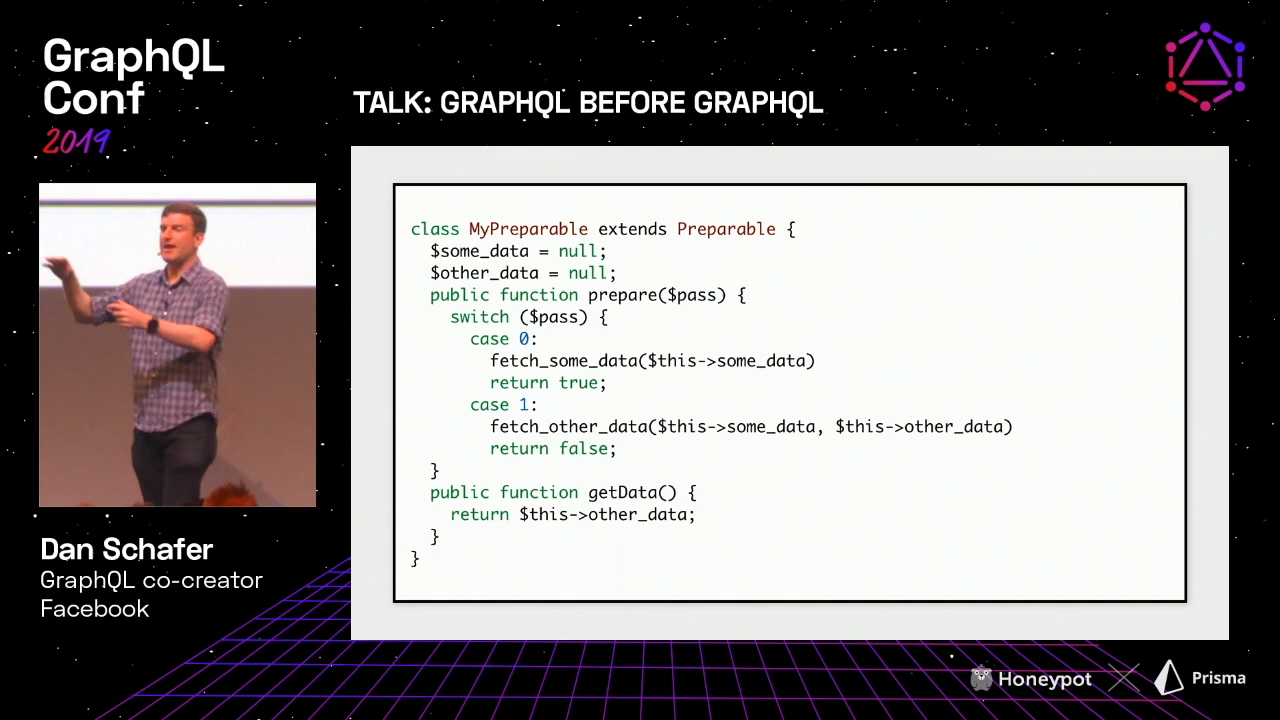 GraphQL
Conf
2019
TALK: GRAPHQL BEFORE GRAPHQL
class MyPreparable extends Preparable {
  $some_data = null;
  $other_data = null;
  public function prepare($pass) {
    switch ($pass) {
      case 0:
        fetch_some_data($this->some_data)
        return true;
      case 1:
        fetch_other_data($this->some_data, $this->other_data)
        return false;
  }
  public function getData() {
    return $this->other_data;
  }
}
Dan Schafer
GraphQL co-creator
Facebook
Honeypot
Prisma